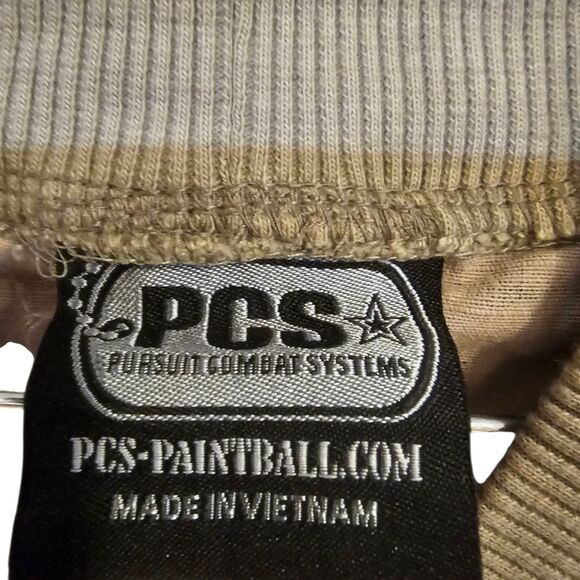 PCS
PURSUIT COMBAT SYSTEMS
PCS-PAINTBALL.COM
MADE IN VIETNAM